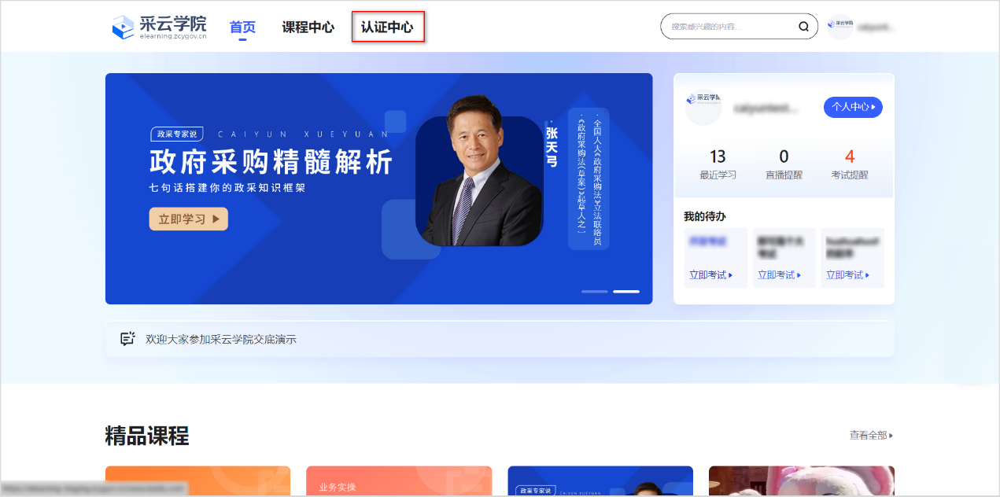 采云学院
elearning.zcygov.cn
首页
课程中心
认证中心
搜索感兴趣的内容...
采云学院
政采专家说
CAIYUN XUEYUAN
政府采购精髓解析
七句话搭建你的政采知识框架
立即学习
·张天弓
·全国人大《政府采购法》立法联络员
·《政府采购法(草案)》起草人之一
采云学院
个人中心
13
0
4
最近学习
直播提醒
考试提醒
我的待办
立即考试
立即考试
立即考试
欢迎大家参加采云学院交底演示
精品课程
查看全部
业务实操
政采专家说
CAIYUN XUEYUAN